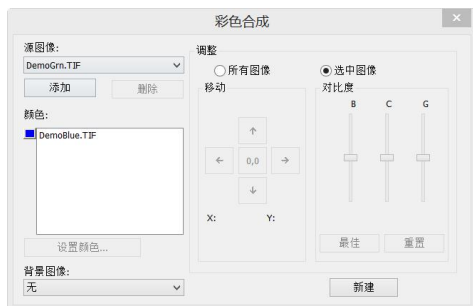 彩色合成
源图像:
DemoGrn.TIF
添加
删除
颜色:
DemoBlue.TIF
设置颜色...
背景图像:
无
调整
所有图像
选中图像
移动
0,0
X:
Y:
对比度
B
C
G
最佳
重置
新建